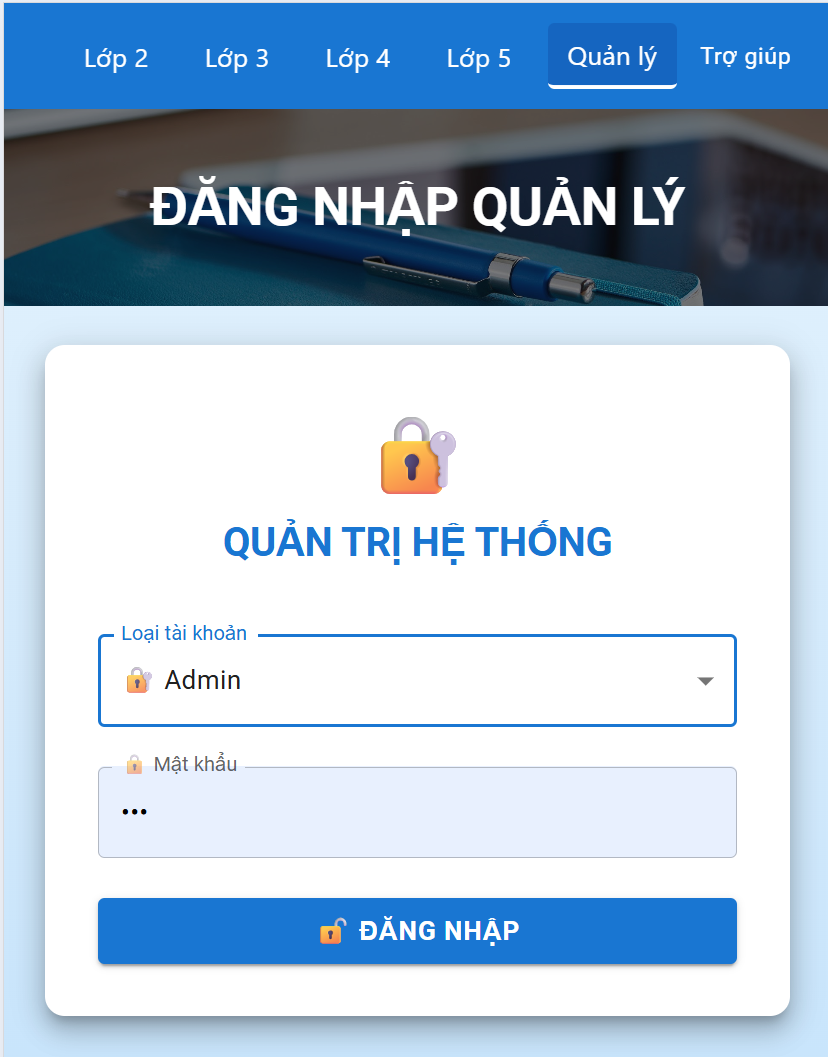 Lớp 2 Lớp 3 Lớp 4 Lớp 5 Quản lý Trợ giúp
ĐĂNG NHẬP QUẢN LÝ
QUẢN TRỊ HỆ THỐNG
Loại tài khoản
Admin
Mật khẩu
•••
ĐĂNG NHẬP